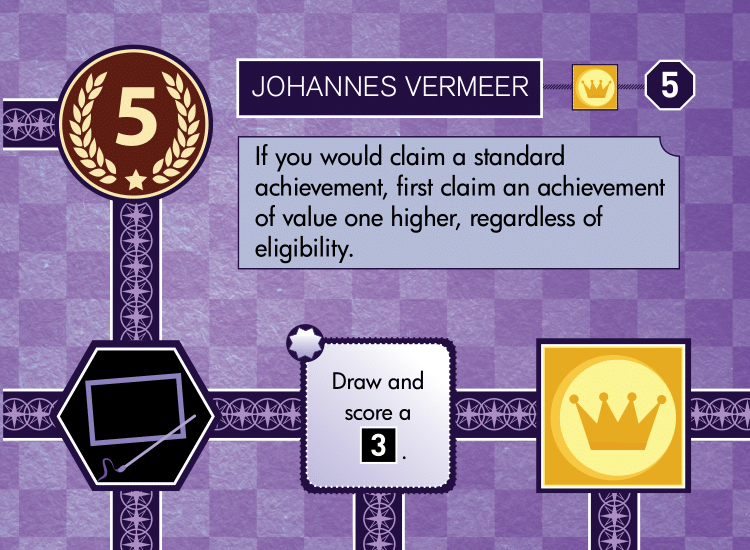 5
JOHANNES VERMEER 5
If you would claim a standard
achievement, first claim an achievement
of value one higher, regardless of
eligibility.
Draw and
score a
3 .